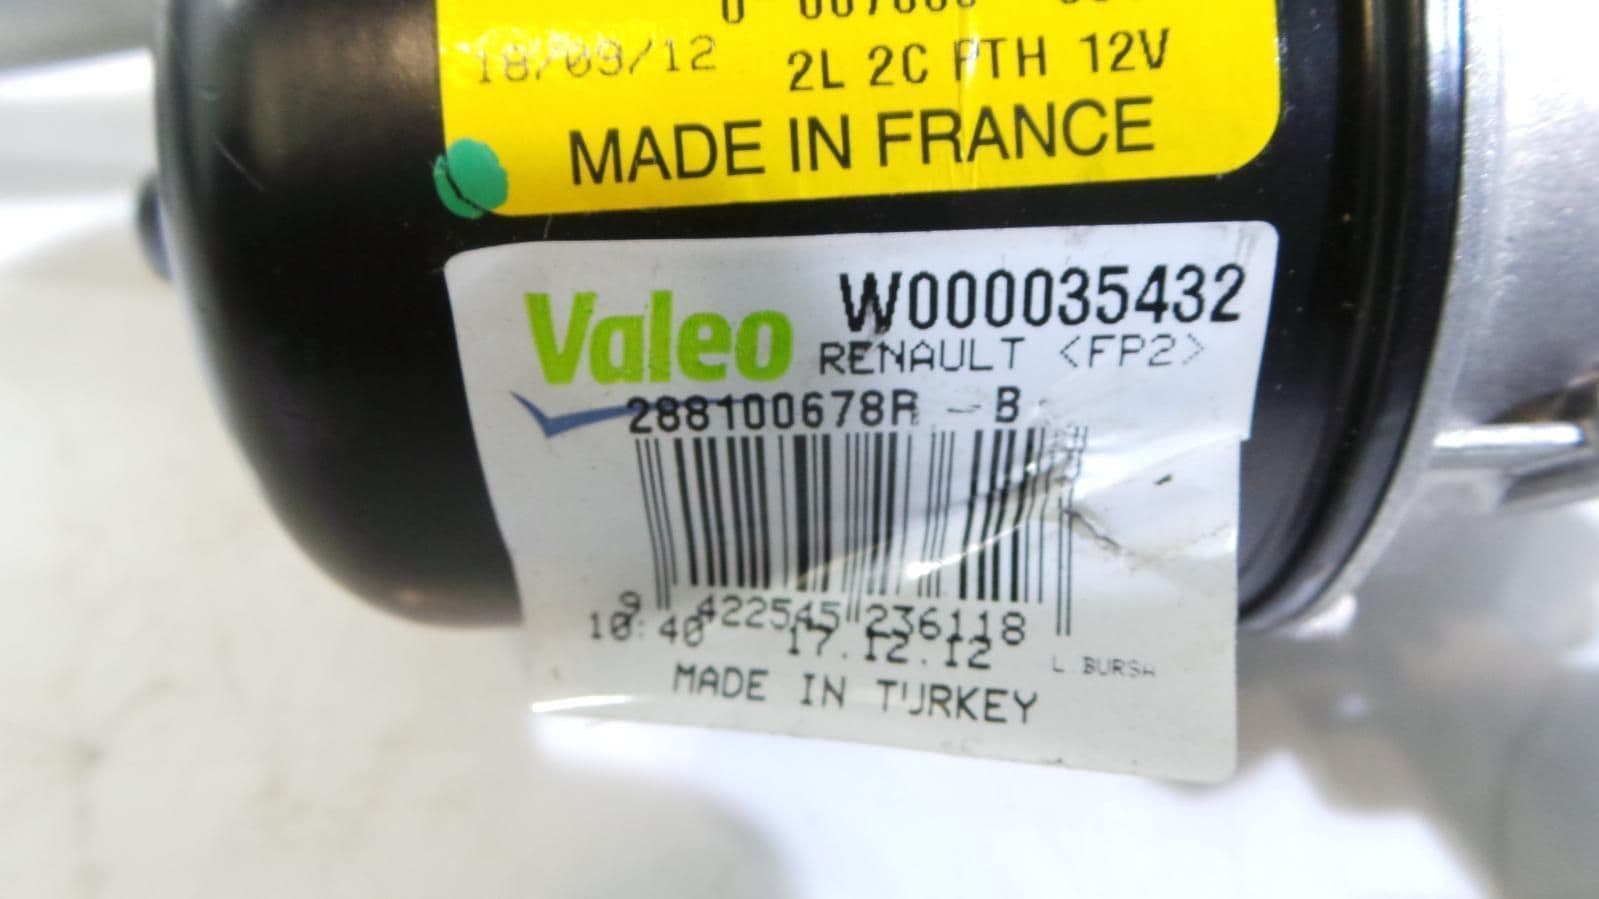 18/09/12 2L 2C PTH 12V
MADE IN FRANCE
Valeo W000035432
RENAULT <FP2>
288100678R - B
9 422545 236118
10:40 17.12.12
L.BURSA
MADE IN TURKEY